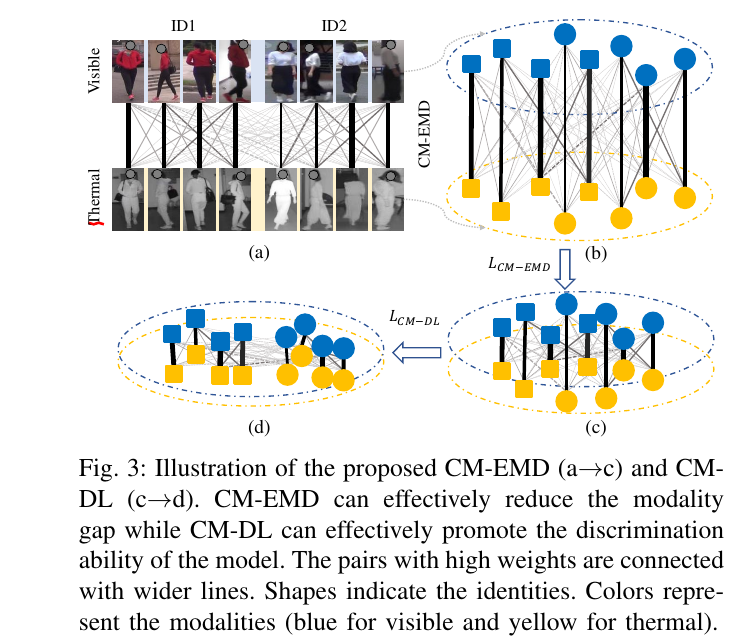 ID1
ID2
Visible
Thermal
CM-EMD
(a)
(b)
L_{CM-EMD}
L_{CM-DL}
(d)
(c)
Fig. 3: Illustration of the proposed CM-EMD (a→c) and CM-
DL (c→d). CM-EMD can effectively reduce the modality
gap while CM-DL can effectively promote the discrimination
ability of the model. The pairs with high weights are connected
with wider lines. Shapes indicate the identities. Colors repre-
sent the modalities (blue for visible and yellow for thermal).